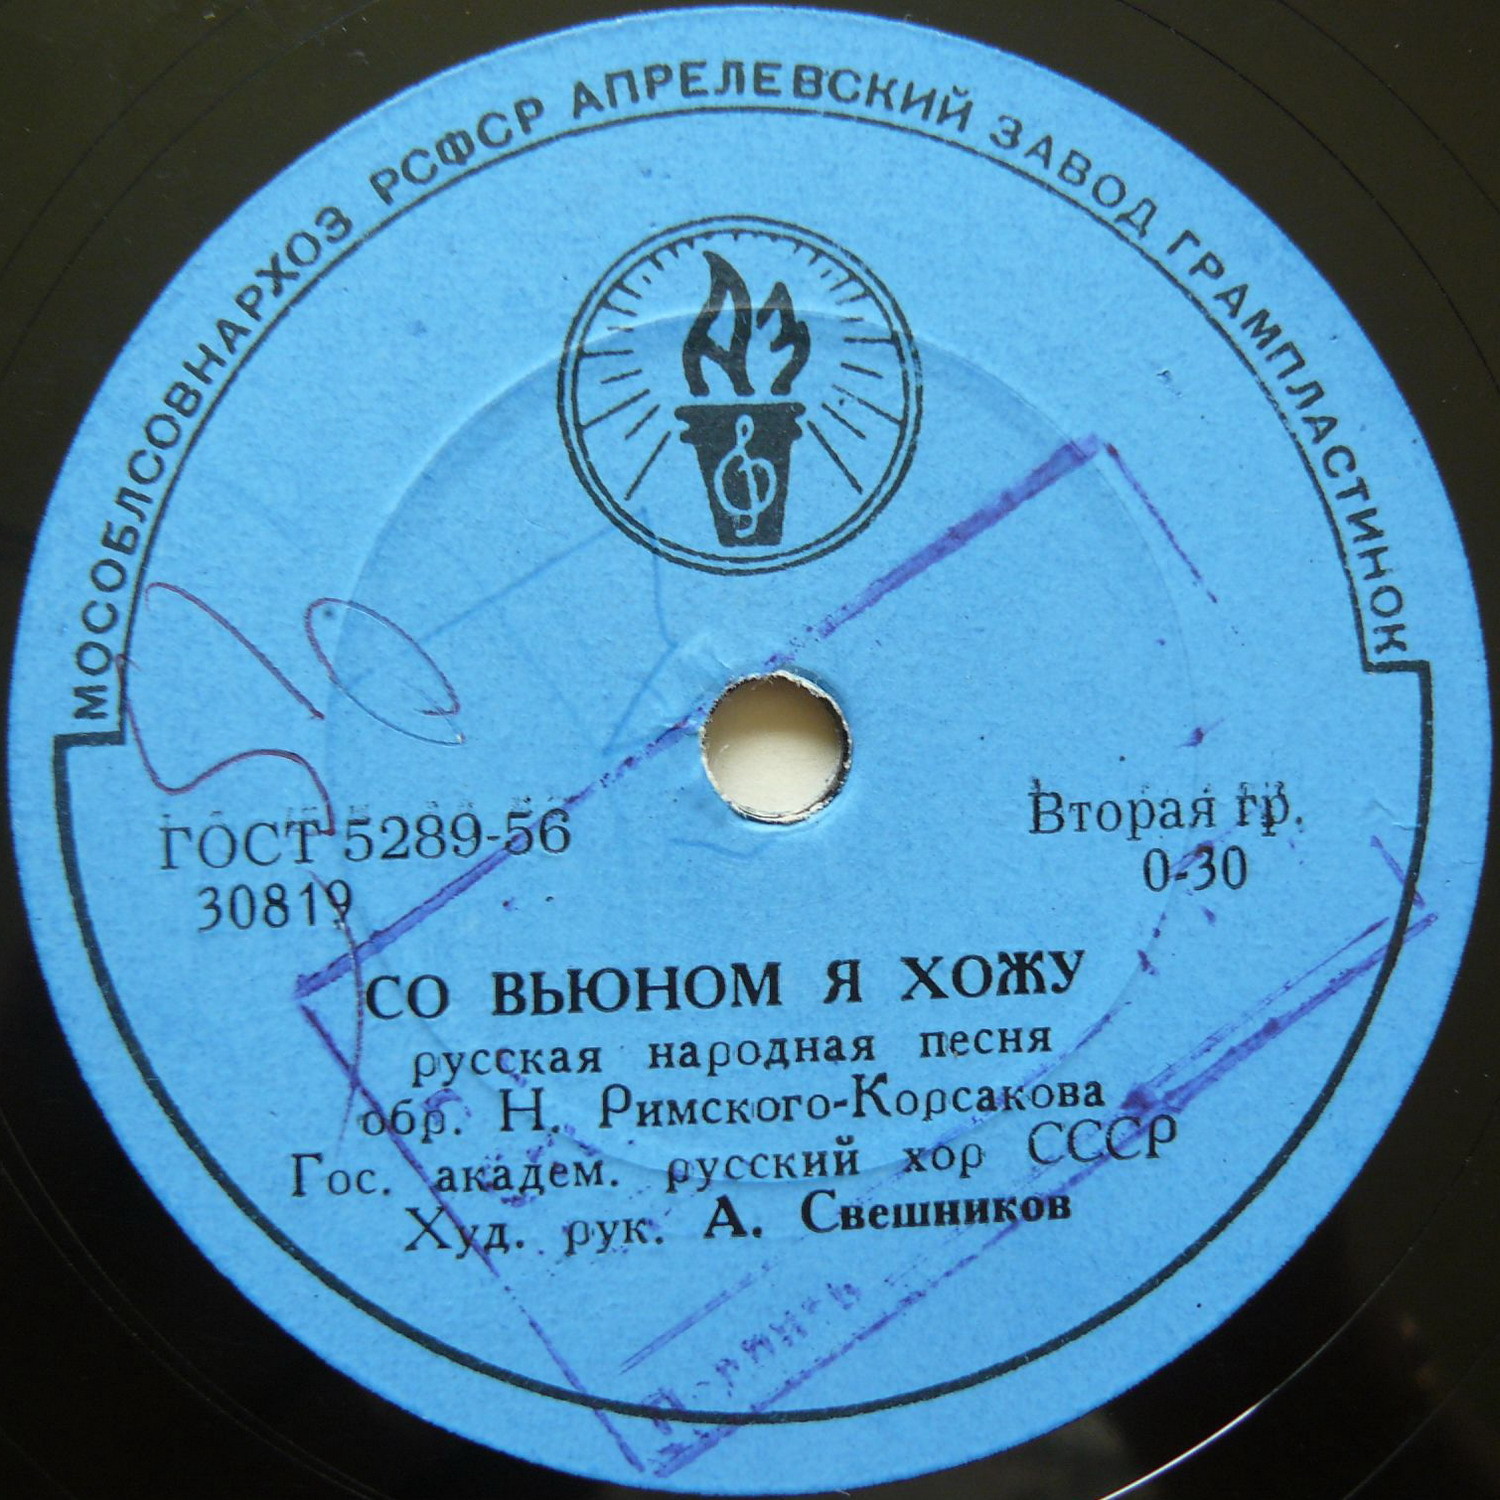 МОСОБЛСОВНАРХОЗ РСФСР АПРЕЛЕВСКИЙ ЗАВОД ГРАМПЛАСТИНОК
ГОСТ 5289-56
30819
Вторая гр.
0-30
СО ВЬЮНОМ Я ХОЖУ
русская народная песня
обр. Н. Римского-Корсакова
Гос. академ. русский хор СССР
Худ. рук. А. Свешников